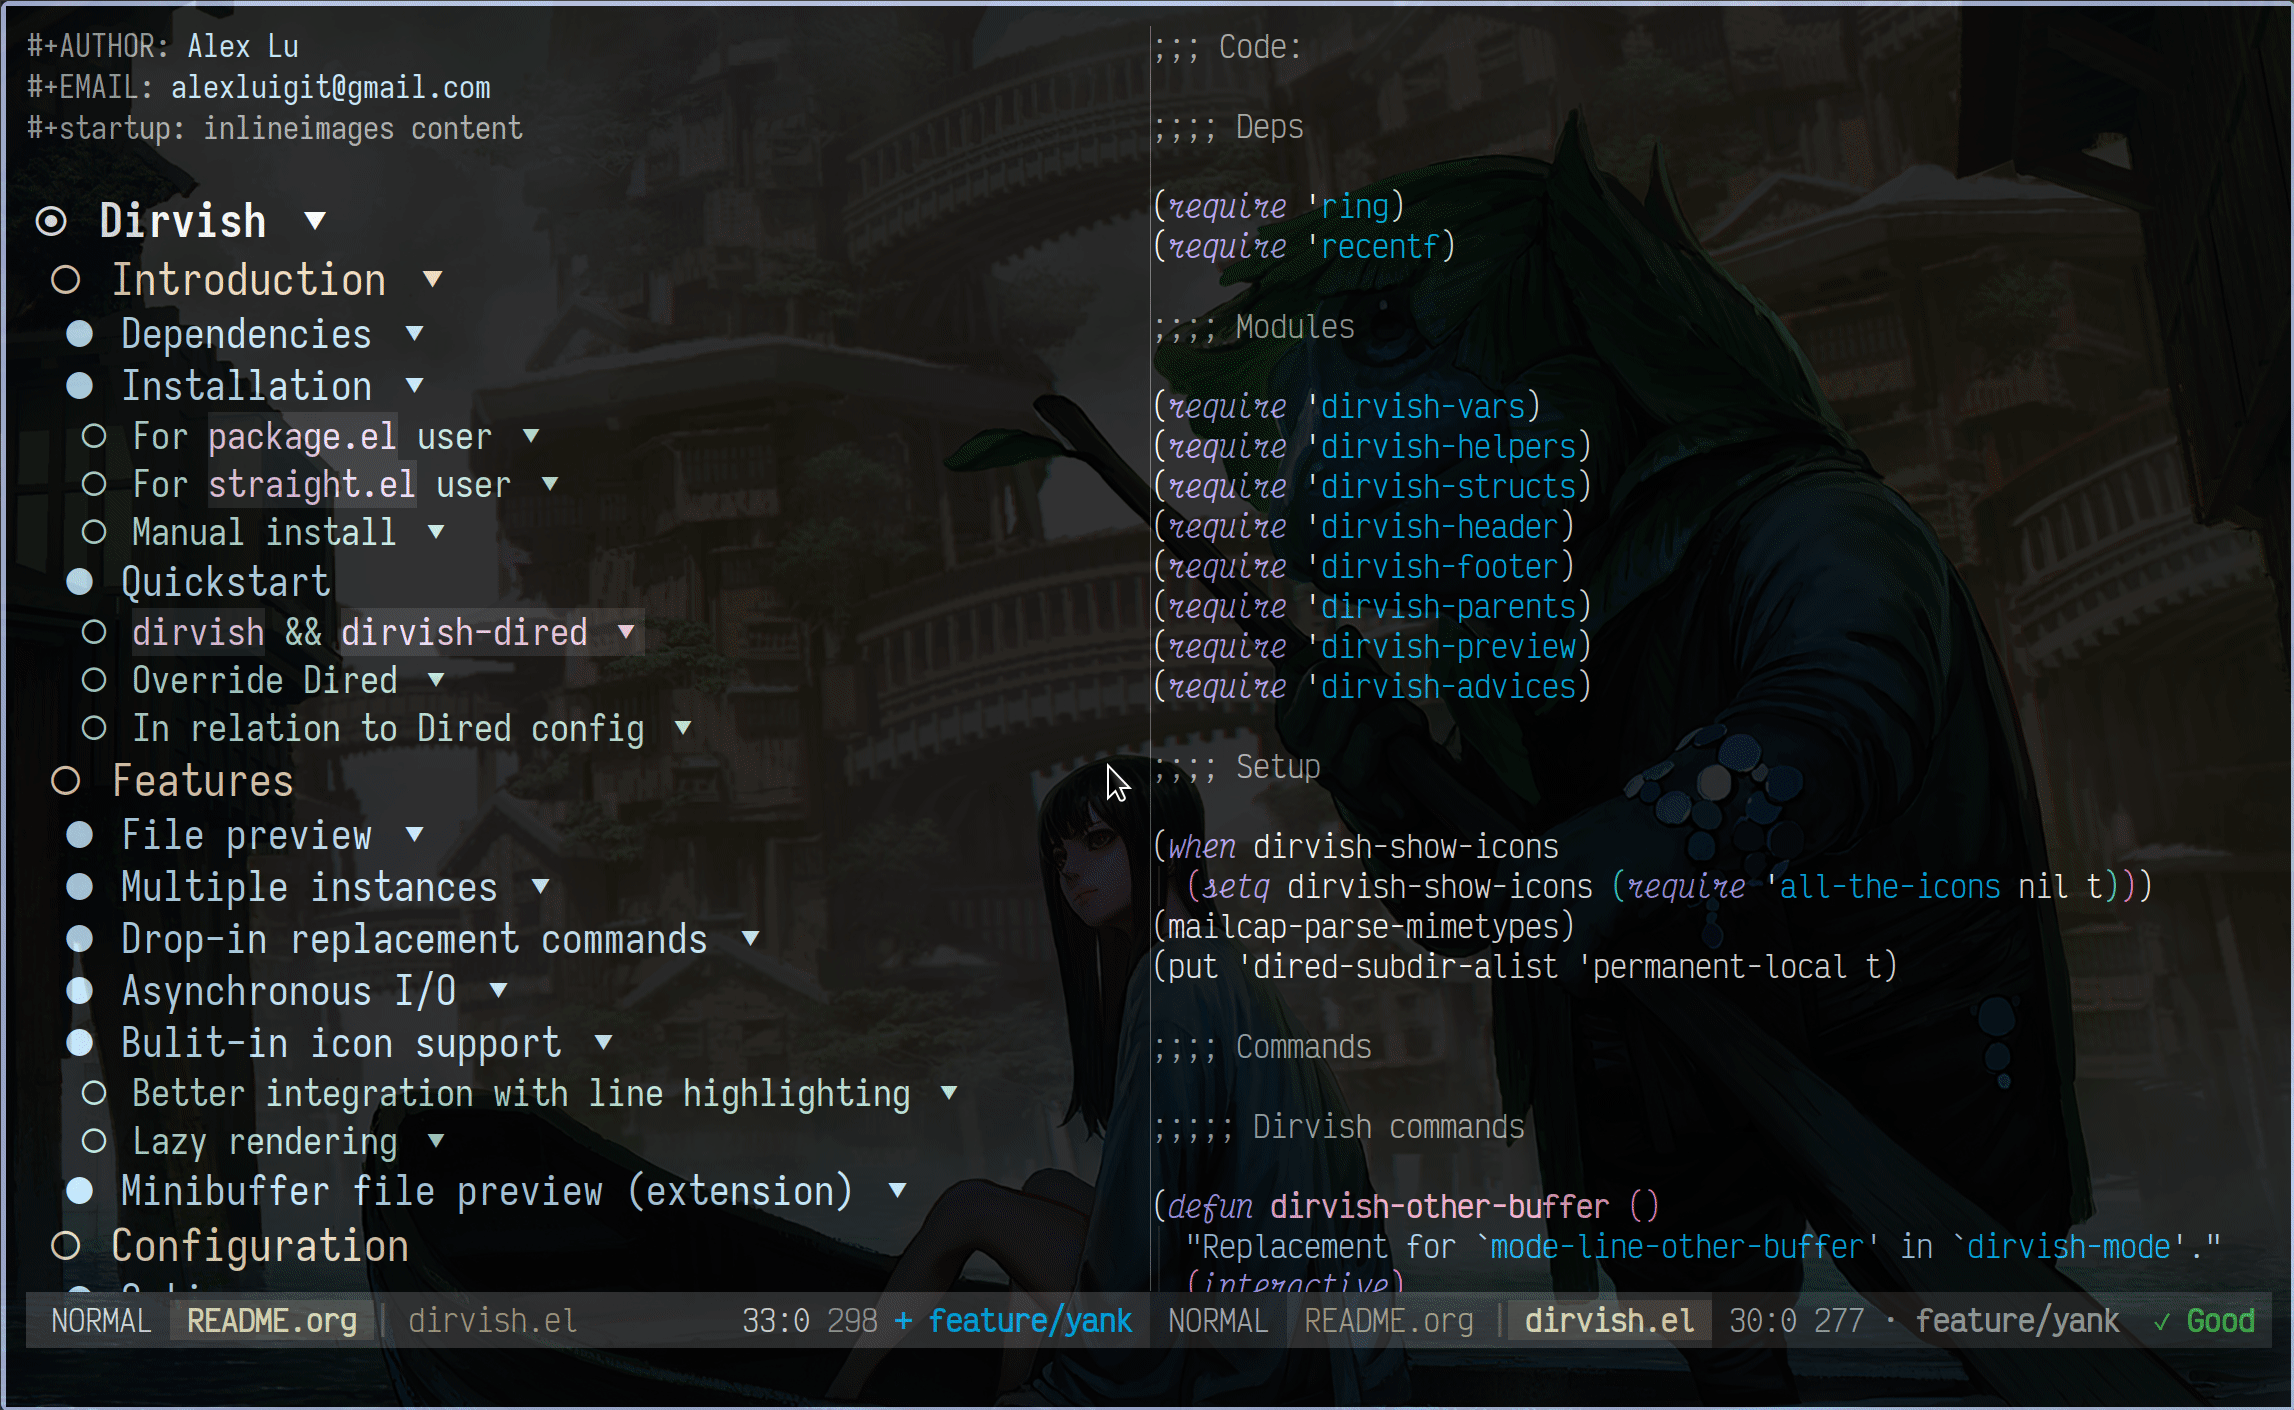 #+AUTHOR: Alex Lu
#+EMAIL: alexluigit@gmail.com
#+startup: inlineimages content
Dirvish ▼
Introduction ▼
Dependencies ▼
Installation ▼
For package.el user ▼
For straight.el user ▼
Manual install ▼
Quickstart
dirvish && dirvish-dired ▼
Override Dired ▼
In relation to Dired config ▼
Features
File preview ▼
Multiple instances ▼
Drop-in replacement commands ▼
Asynchronous I/O ▼
Bulit-in icon support ▼
Better integration with line highlighting ▼
Lazy rendering ▼
Minibuffer file preview (extension) ▼
Configuration
NORMAL README.org | dirvish.el 33:0 298 + feature/yank
;;; Code:
;;;; Deps
(require 'ring)
(require 'recentf)
;;;; Modules
(require 'dirvish-vars)
(require 'dirvish-helpers)
(require 'dirvish-structs)
(require 'dirvish-header)
(require 'dirvish-footer)
(require 'dirvish-parents)
(require 'dirvish-preview)
(require 'dirvish-advices)
;;;; Setup
(when dirvish-show-icons
(setq dirvish-show-icons (require 'all-the-icons nil t)))
(mailcap-parse-mimetypes)
(put 'dired-subdir-alist 'permanent-local t)
;;;; Commands
;;;;; Dirvish commands
(defun dirvish-other-buffer ()
"Replacement for `mode-line-other-buffer' in `dirvish-mode'."
(interactive)
NORMAL README.org | dirvish.el 30:0 277 · feature/yank ✓ Good